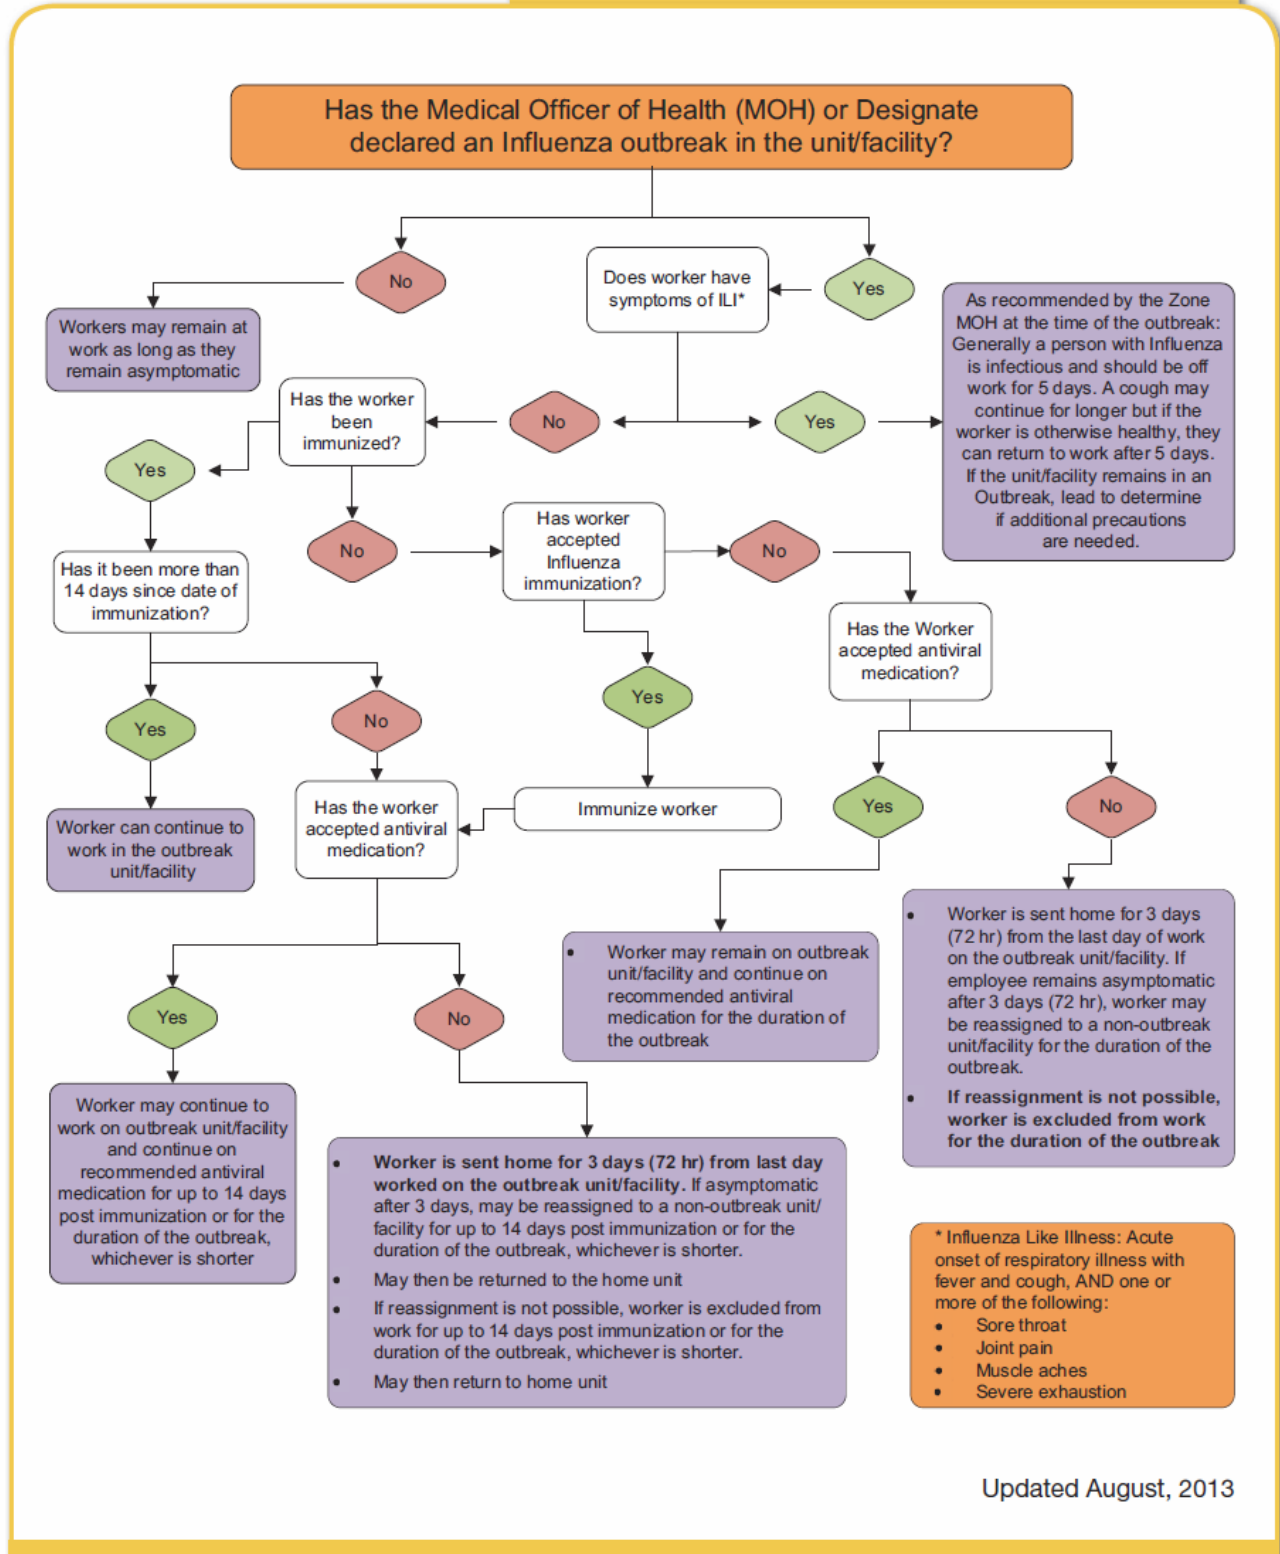 Has the Medical Officer of Health (MOH) or Designate
declared an Influenza outbreak in the unit/facility?
No
Does worker have
symptoms of ILI*
Yes
Workers may remain at
work as long as they
remain asymptomatic
As recommended by the Zone
MOH at the time of the outbreak:
Generally a person with Influenza
is infectious and should be off
work for 5 days. A cough may
continue for longer but if the
worker is otherwise healthy, they
can return to work after 5 days.
If the unit/facility remains in an
Outbreak, lead to determine
if additional precautions
are needed.
Has the worker
been
immunized?
No
Yes
Yes
No
Has worker
accepted
Influenza
immunization?
No
Has it been more than
14 days since date of
immunization?
Has the Worker
accepted antiviral
medication?
Yes
No
Yes
Yes
No
Has the worker
accepted antiviral
medication?
Immunize worker
Worker can continue to
work in the outbreak
unit/facility
• Worker may remain on outbreak
unit/facility and continue on
recommended antiviral
medication for the duration of
the outbreak
• Worker is sent home for 3 days
(72 hr) from the last day of work
on the outbreak unit/facility. If
employee remains asymptomatic
after 3 days (72 hr), worker may
be reassigned to a non-outbreak
unit/facility for the duration of the
outbreak.
• If reassignment is not possible,
worker is excluded from work
for the duration of the outbreak
Yes
No
Worker may continue to
work on outbreak unit/facility
and continue on
recommended antiviral
medication for up to 14 days
post immunization or for the
duration of the outbreak,
whichever is shorter
• Worker is sent home for 3 days (72 hr) from last day
worked on the outbreak unit/facility. If asymptomatic
after 3 days, may be reassigned to a non-outbreak unit/
facility for up to 14 days post immunization or for the
duration of the outbreak, whichever is shorter.
• May then be returned to the home unit
• If reassignment is not possible, worker is excluded from
work for up to 14 days post immunization or for the
duration of the outbreak, whichever is shorter.
• May then return to home unit
* Influenza Like Illness: Acute
onset of respiratory illness with
fever and cough, AND one or
more of the following:
• Sore throat
• Joint pain
• Muscle aches
• Severe exhaustion
Updated August, 2013